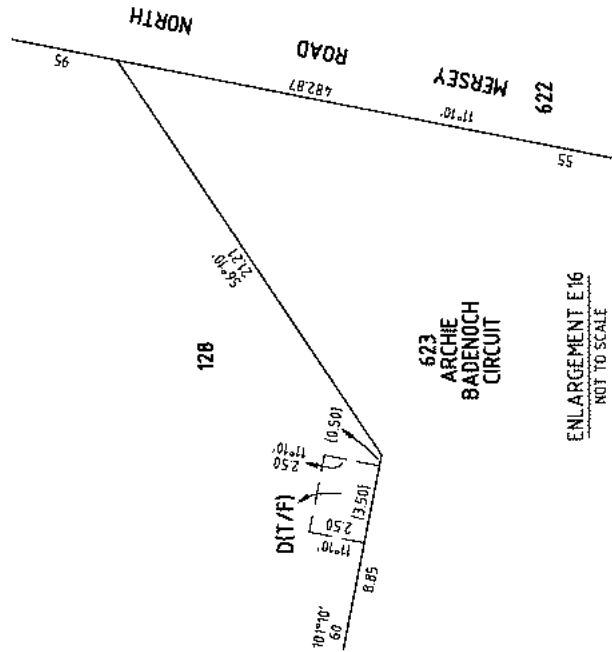 NORTH
95
ROAD
482.87
11°10'
MERSEY
622
55
56°10'
21.21
128
623
ARCHIE
BADENOCH
CIRCUIT
ENLARGEMENT E16
NOT TO SCALE
(0.50)
11°10'
2.50
D(T/F)
(3.50)
2.50
11°10'
8.85
101°10'
60